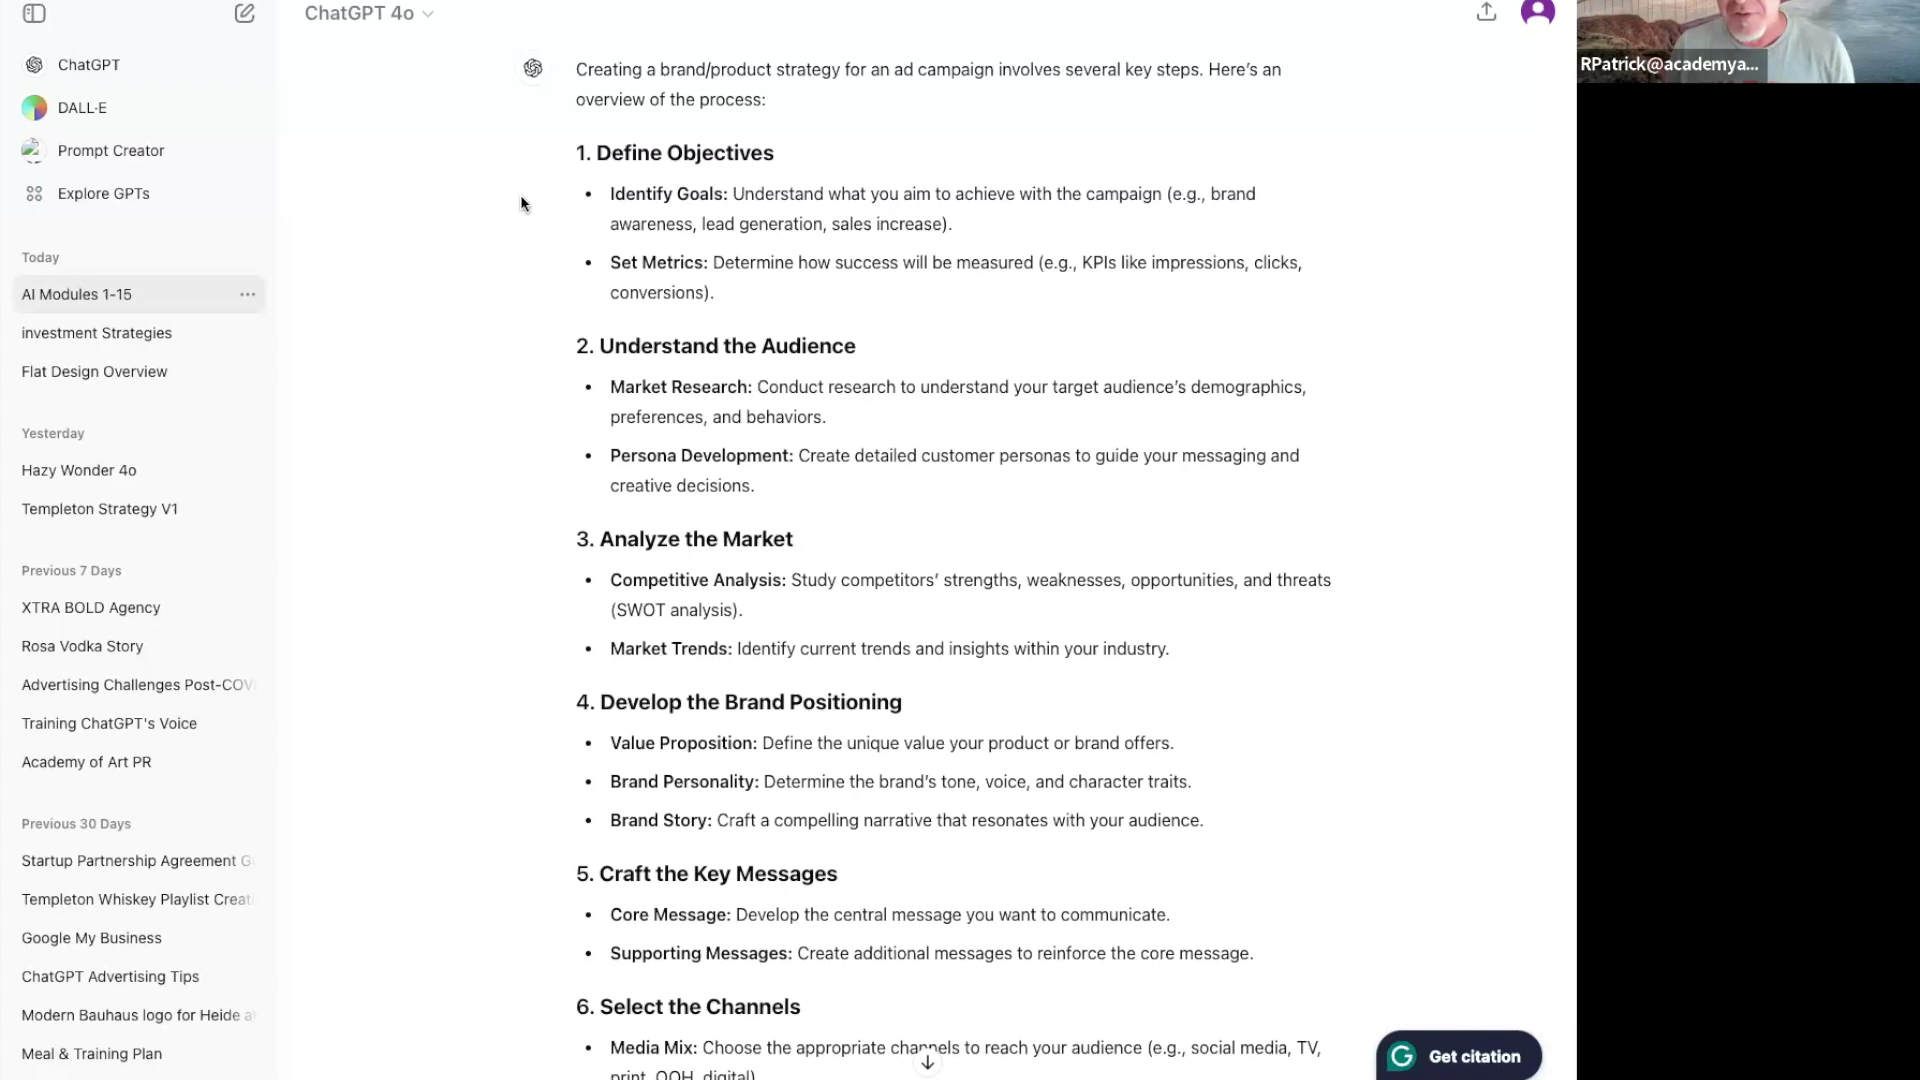 ChatGPT 4o
ChatGPT
DALL·E
Prompt Creator
Explore GPTs
Today
AI Modules 1-15
investment Strategies
Flat Design Overview
Yesterday
Hazy Wonder 4o
Templeton Strategy V1
Previous 7 Days
XTRA BOLD Agency
Rosa Vodka Story
Advertising Challenges Post-COV
Training ChatGPT's Voice
Academy of Art PR
Previous 30 Days
Startup Partnership Agreement G
Templeton Whiskey Playlist Creat
Google My Business
ChatGPT Advertising Tips
Modern Bauhaus logo for Heide a
Meal & Training Plan
Creating a brand/product strategy for an ad campaign involves several key steps. Here’s an
overview of the process:
1. Define Objectives
• Identify Goals: Understand what you aim to achieve with the campaign (e.g., brand
awareness, lead generation, sales increase).
• Set Metrics: Determine how success will be measured (e.g., KPIs like impressions, clicks,
conversions).
2. Understand the Audience
• Market Research: Conduct research to understand your target audience’s demographics,
preferences, and behaviors.
• Persona Development: Create detailed customer personas to guide your messaging and
creative decisions.
3. Analyze the Market
• Competitive Analysis: Study competitors’ strengths, weaknesses, opportunities, and threats
(SWOT analysis).
• Market Trends: Identify current trends and insights within your industry.
4. Develop the Brand Positioning
• Value Proposition: Define the unique value your product or brand offers.
• Brand Personality: Determine the brand’s tone, voice, and character traits.
• Brand Story: Craft a compelling narrative that resonates with your audience.
5. Craft the Key Messages
• Core Message: Develop the central message you want to communicate.
• Supporting Messages: Create additional messages to reinforce the core message.
6. Select the Channels
• Media Mix: Choose the appropriate channels to reach your audience (e.g., social media, TV,
print, OOH, digital)
Get citation
RPatrick@academya...